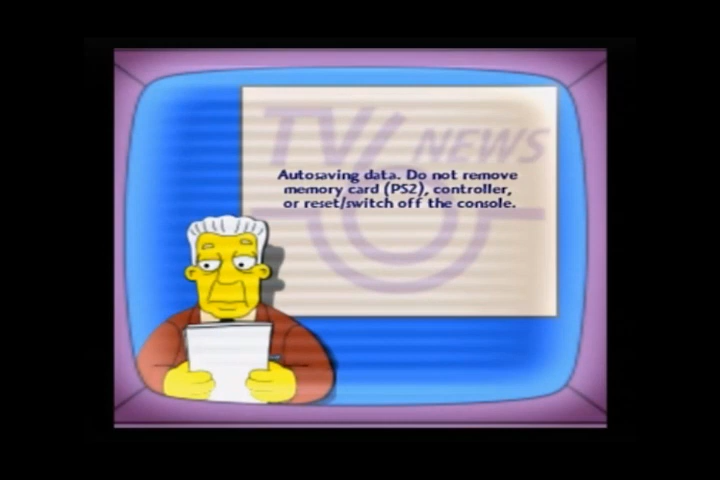 TV6 NEWS
Autosaving data. Do not remove
memory card (PS2), controller,
or reset/switch off the console.